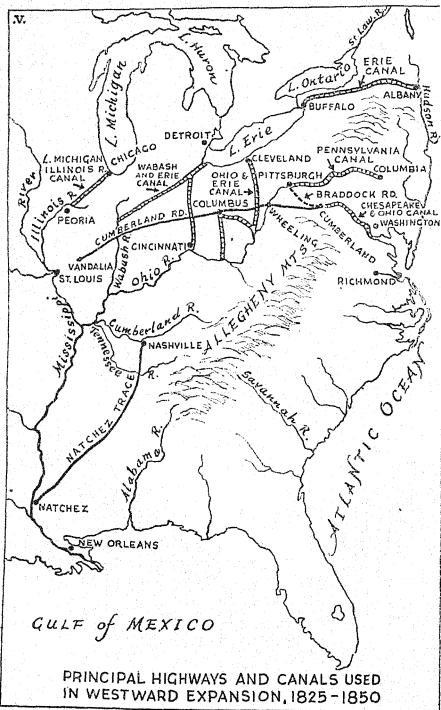 N.
St. Law. R.
L. Huron
L. Michigan
L. Ontario
ERIE
CANAL
ALBANY
BUFFALO
Hudson R.
DETROIT
L. Erie
CHICAGO
CLEVELAND
PENNSYLVANIA
CANAL
L. MICHIGAN
ILLINOIS R.
CANAL
WABASH
AND ERIE
CANAL
OHIO &
ERIE
CANAL
PITTSBURGH
COLUMBIA
River
Illinois R.
PEORIA
COLUMBUS
BRADDOCK RD.
CHESAPEAKE
& OHIO CANAL
WASHINGTON
CUMBERLAND RD.
WHEELING
CUMBERLAND
CINCINNATI
VANDALIA
Wabash R.
Ohio R.
ST. LOUIS
RICHMOND
Mississippi
Cumberland R.
ALLEGHENY MTS
NASHVILLE
Tennessee
R.
NATCHEZ TRACE
Savannah R.
Alabama R.
ATLANTIC OCEAN
NATCHEZ
NEW ORLEANS
GULF of MEXICO
PRINCIPAL HIGHWAYS AND CANALS USED
IN WESTWARD EXPANSION, 1825-1850